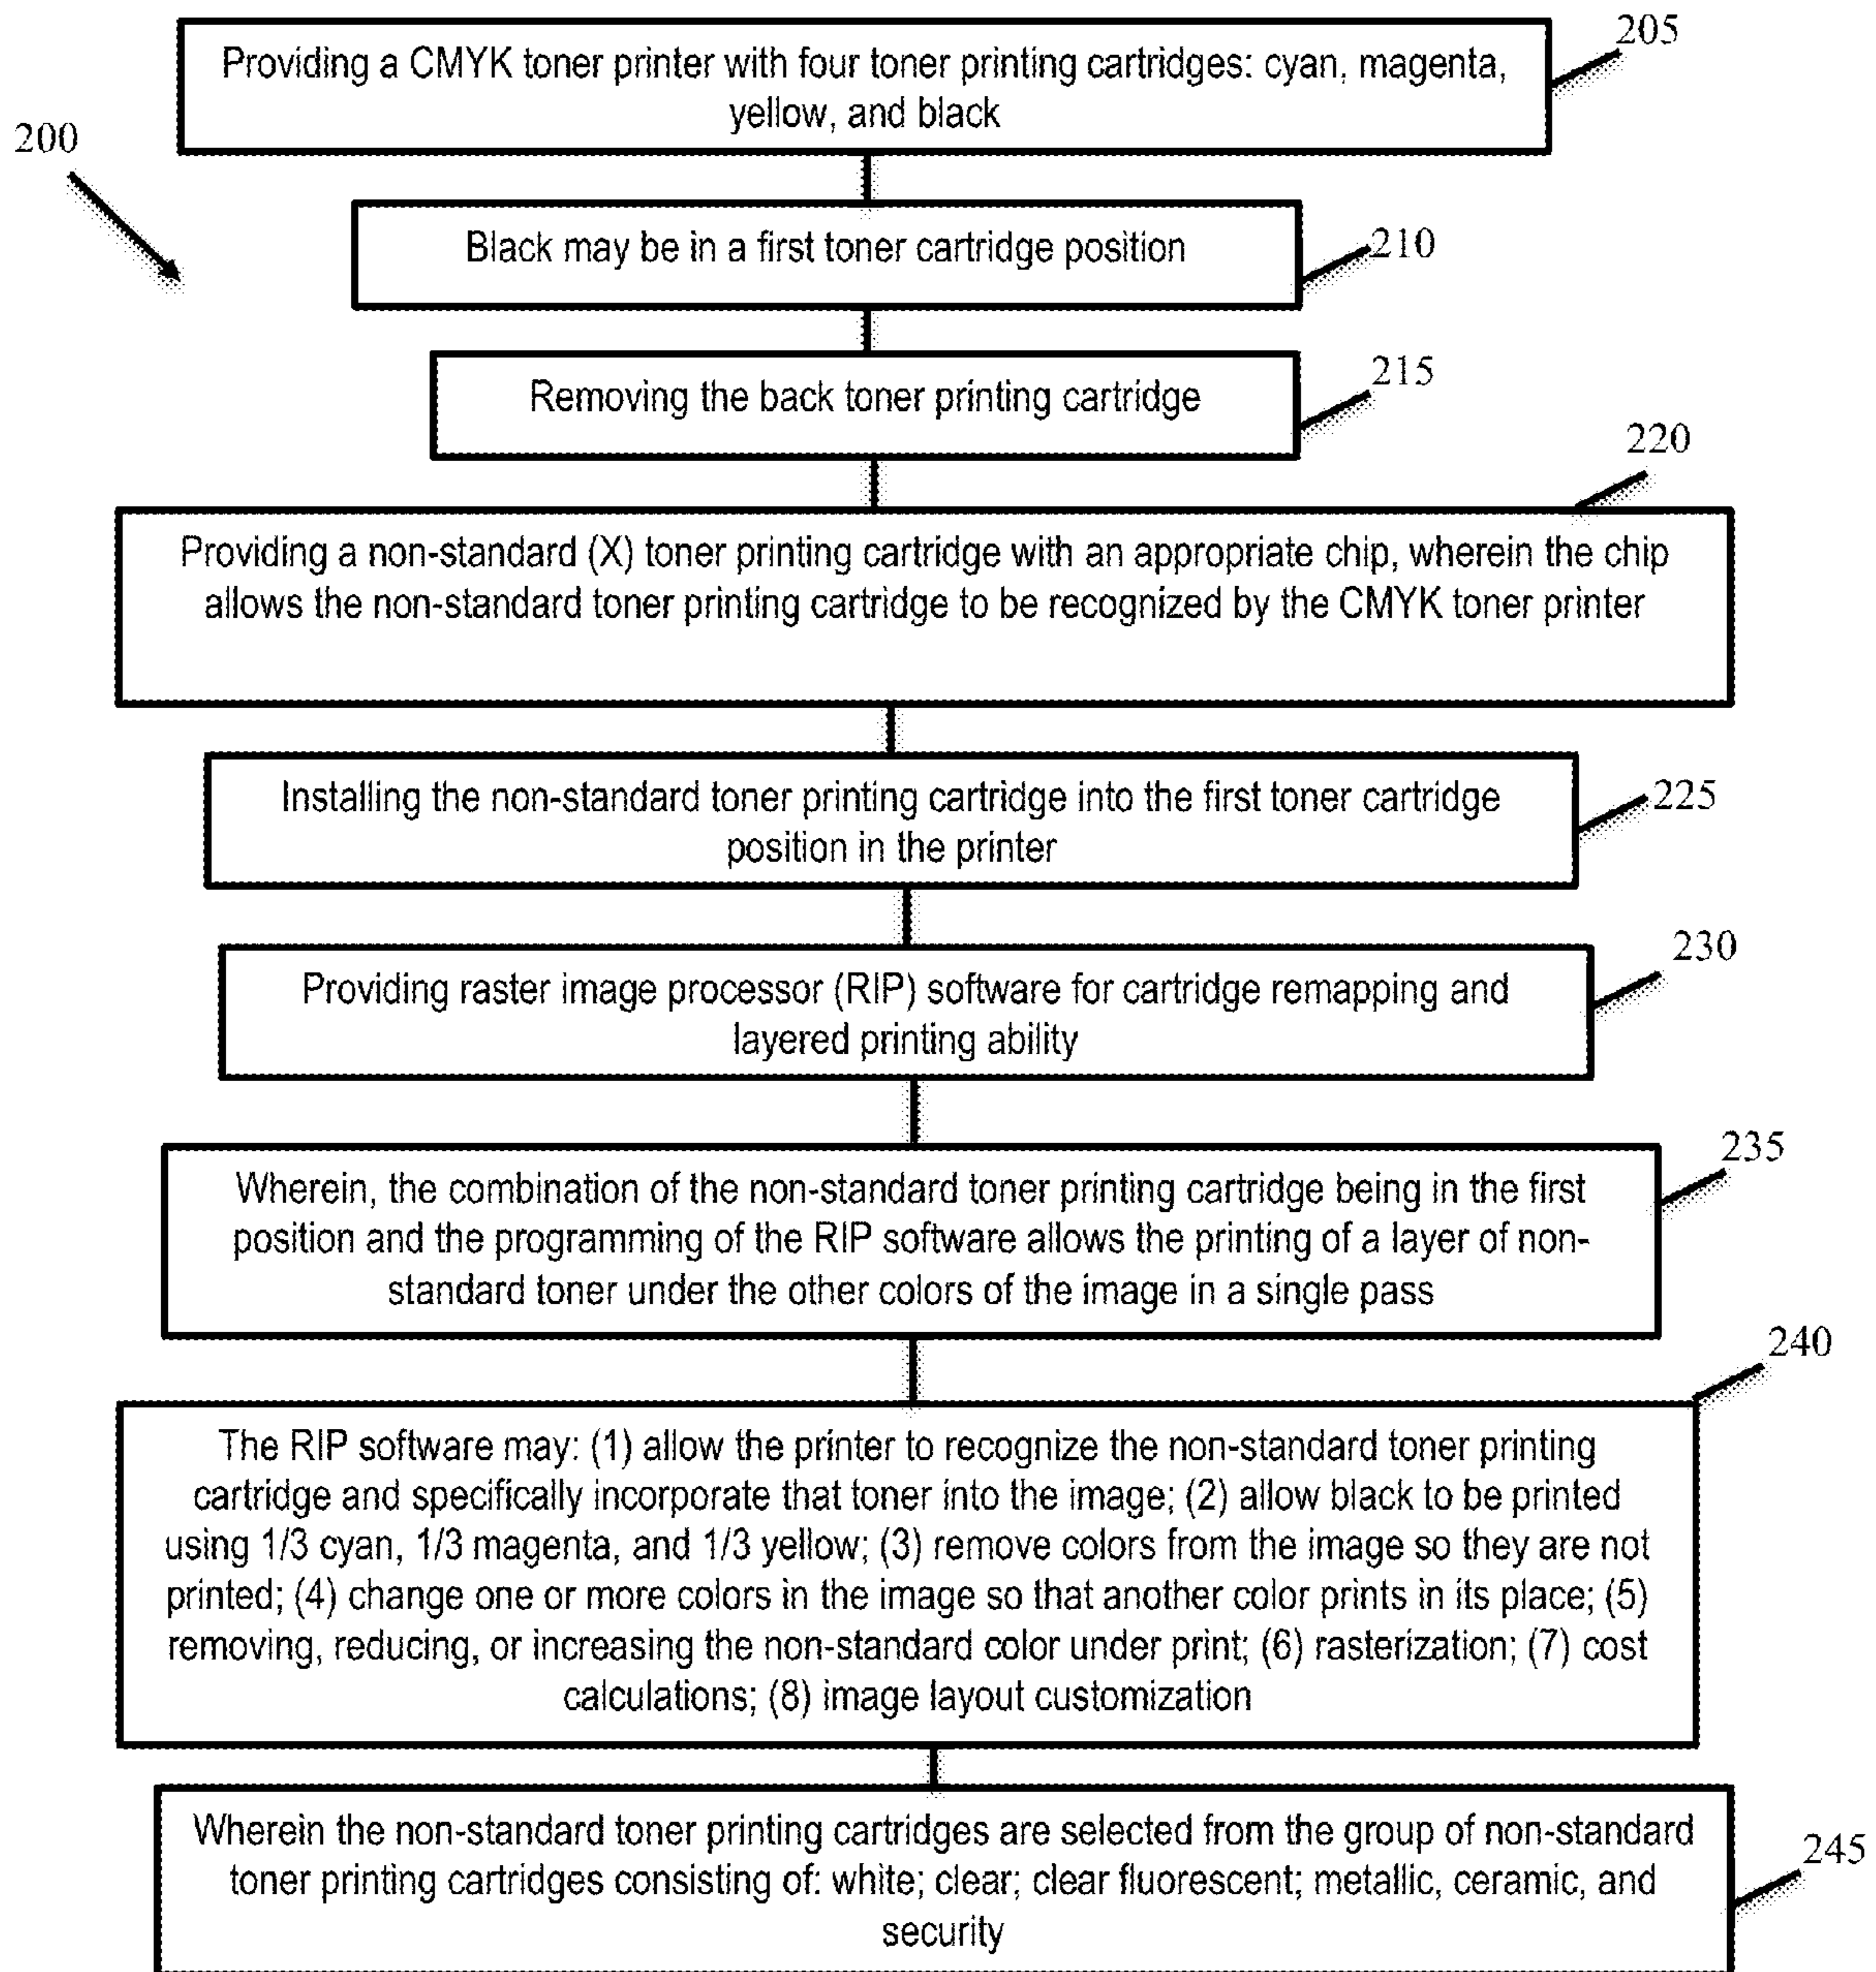 Providing a CMYK toner printer with four toner printing cartridges: cyan, magenta,
yellow, and black
205
200
Black may be in a first toner cartridge position
210
Removing the back toner printing cartridge
215
220
Providing a non-standard (X) toner printing cartridge with an appropriate chip, wherein the chip
allows the non-standard toner printing cartridge to be recognized by the CMYK toner printer
Installing the non-standard toner printing cartridge into the first toner cartridge
position in the printer
225
230
Providing raster image processor (RIP) software for cartridge remapping and
layered printing ability
235
Wherein, the combination of the non-standard toner printing cartridge being in the first
position and the programming of the RIP software allows the printing of a layer of non-
standard toner under the other colors of the image in a single pass
240
The RIP software may: (1) allow the printer to recognize the non-standard toner printing
cartridge and specifically incorporate that toner into the image; (2) allow black to be printed
using 1/3 cyan, 1/3 magenta, and 1/3 yellow; (3) remove colors from the image so they are not
printed; (4) change one or more colors in the image so that another color prints in its place; (5)
removing, reducing, or increasing the non-standard color under print; (6) rasterization; (7) cost
calculations; (8) image layout customization
Wherein the non-standard toner printing cartridges are selected from the group of non-standard
toner printing cartridges consisting of: white; clear; clear fluorescent; metallic, ceramic, and
security
245